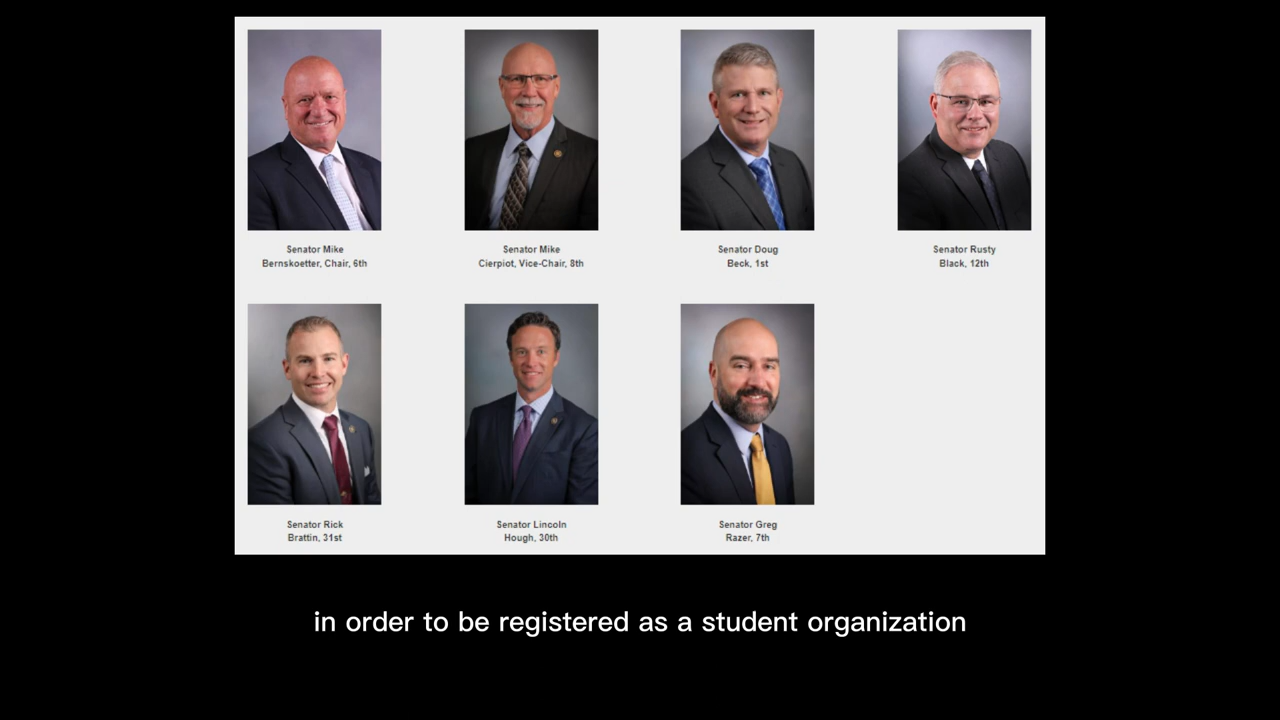 Senator Mike
Bernskoetter, Chair, 6th
Senator Mike
Cierpiot, Vice-Chair, 8th
Senator Doug
Beck, 1st
Senator Rusty
Black, 12th
Senator Rick
Brattin, 31st
Senator Lincoln
Hough, 30th
Senator Greg
Razer, 7th
in order to be registered as a student organization